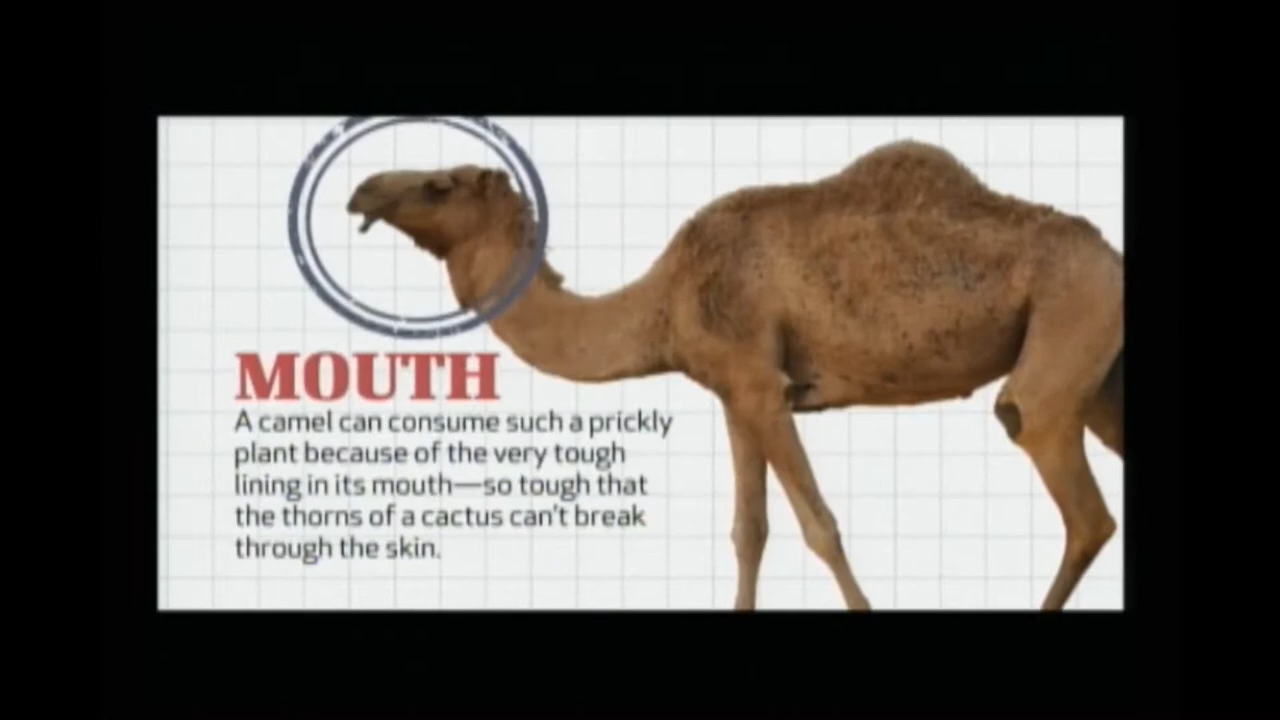 MOUTH
A camel can consume such a prickly
plant because of the very tough
lining in its mouth—so tough that
the thorns of a cactus can't break
through the skin.